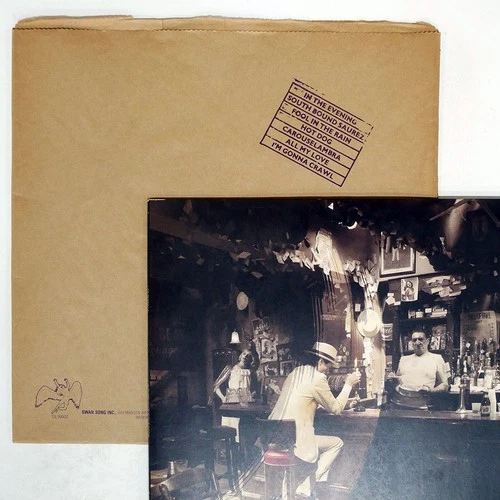 IN THE EVENING
SOUTH BOUND SAUREZ
FOOL IN THE RAIN
HOT DOG
CAROUSELAMBRA
ALL MY LOVE
I'M GONNA CRAWL
SWAN SONG INC.,